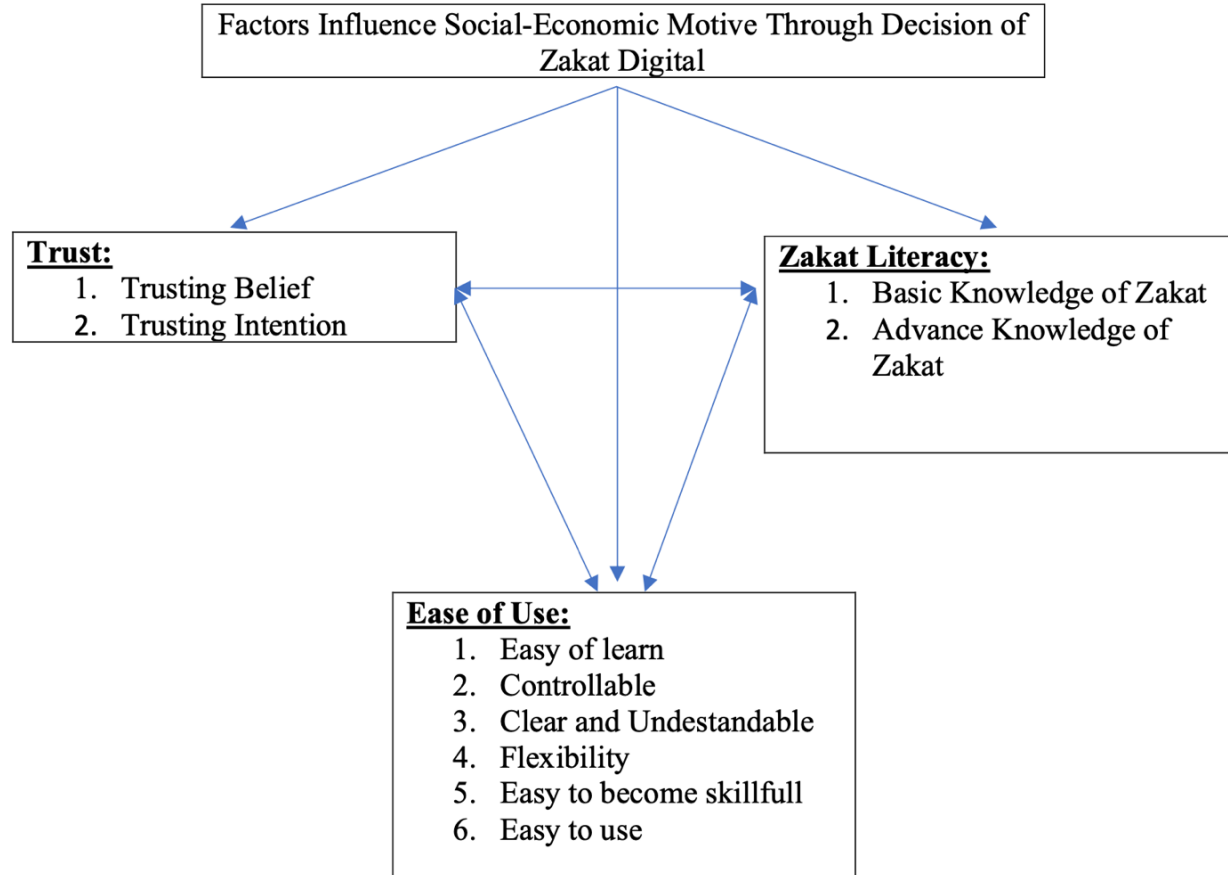 Factors Influence Social-Economic Motive Through Decision of
Zakat Digital
Trust:
1. Trusting Belief
2. Trusting Intention
Zakat Literacy:
1. Basic Knowledge of Zakat
2. Advance Knowledge of
Zakat
Ease of Use:
1. Easy of learn
2. Controllable
3. Clear and Undestandable
4. Flexibility
5. Easy to become skillfull
6. Easy to use